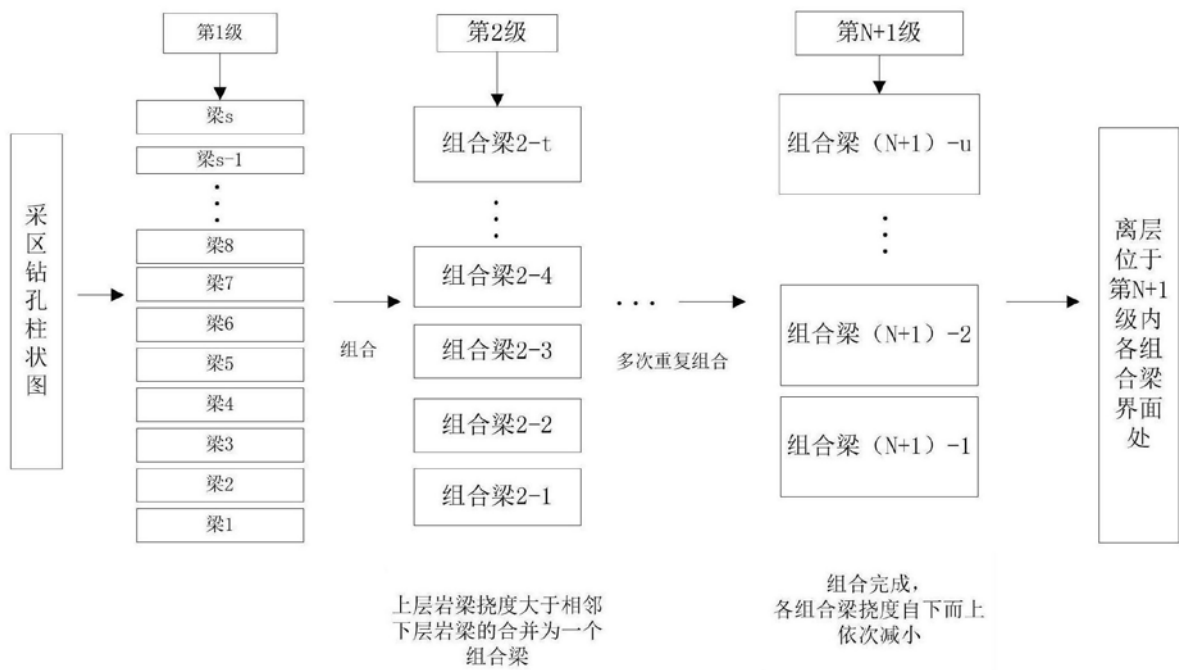 第1级
第2级
第N+1级
采
区
钻
孔
柱
状
图
梁s
梁s-1
梁8
梁7
梁6
梁5
梁4
梁3
梁2
梁1
组合
组合梁2-t
组合梁2-4
组合梁2-3
组合梁2-2
组合梁2-1
多次重复组合
组合梁（N+1）-u
组合梁（N+1）-2
组合梁（N+1）-1
离层
位于
第N+1
级内
各组
合梁
界面
处
上层岩梁挠度大于相邻
下层岩梁的合并为一个
组合梁
组合完成，
各组合梁挠度自下而上
依次减小